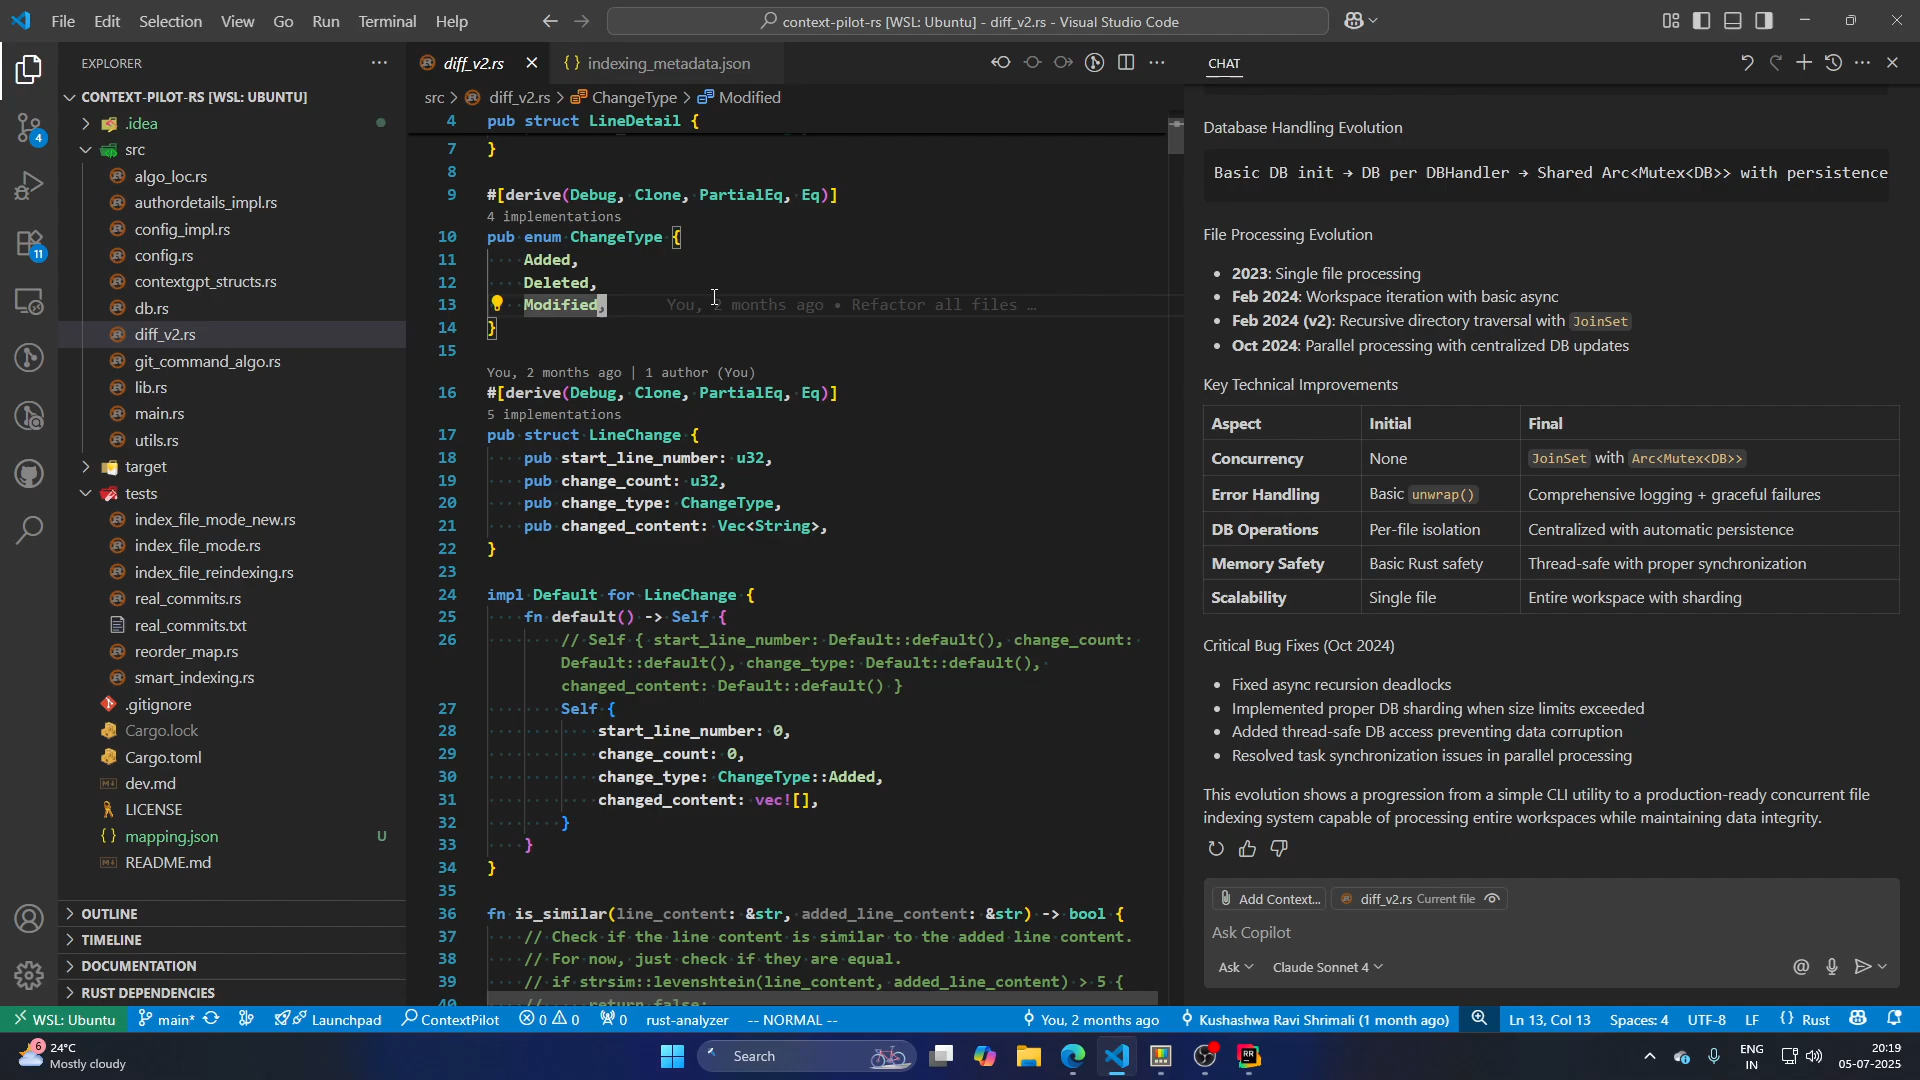 File Edit Selection View Go Run Terminal Help
context-pilot-rs [WSL: Ubuntu] - diff_v2.rs - Visual Studio Code
EXPLORER
CONTEXT-PILOT-RS [WSL: UBUNTU]
.idea
src
algo_loc.rs
authordetails_impl.rs
config_impl.rs
config.rs
contextgpt_structs.rs
db.rs
diff_v2.rs
git_command_algo.rs
lib.rs
main.rs
utils.rs
target
tests
index_file_mode_new.rs
index_file_mode.rs
index_file_reindexing.rs
real_commits.rs
real_commits.txt
reorder_map.rs
smart_indexing.rs
.gitignore
Cargo.lock
Cargo.toml
dev.md
LICENSE
mapping.json U
README.md
OUTLINE
TIMELINE
DOCUMENTATION
RUST DEPENDENCIES
4
11
diff_v2.rs
indexing_metadata.json
src > diff_v2.rs > ChangeType > Modified
4 pub struct LineDetail {
7 }
8
9 #[derive(Debug, Clone, PartialEq, Eq)]
4 implementations
10 pub enum ChangeType {
11 Added,
12 Deleted,
13 Modified, You, 2 months ago • Refactor all files …
14 }
15
You, 2 months ago | 1 author (You)
16 #[derive(Debug, Clone, PartialEq, Eq)]
5 implementations
17 pub struct LineChange {
18 pub start_line_number: u32,
19 pub change_count: u32,
20 pub change_type: ChangeType,
21 pub changed_content: Vec<String>,
22 }
23
24 impl Default for LineChange {
25 fn default() -> Self {
26 // Self { start_line_number: Default::default(), change_count:
Default::default(), change_type: Default::default(),
changed_content: Default::default() }
27 Self {
28 start_line_number: 0,
29 change_count: 0,
30 change_type: ChangeType::Added,
31 changed_content: vec![],
32 }
33 }
34 }
35
36 fn is_similar(line_content: &str, added_line_content: &str) -> bool {
37 // Check if the line content is similar to the added line content.
38 // For now, just check if they are equal.
39 // if strsim::levenshtein(line_content, added_line_content) > 5 {
40 // return false;
CHAT
Database Handling Evolution
Basic DB init → DB per DBHandler → Shared Arc<Mutex<DB>> with persistence
File Processing Evolution
• 2023: Single file processing
• Feb 2024: Workspace iteration with basic async
• Feb 2024 (v2): Recursive directory traversal with JoinSet
• Oct 2024: Parallel processing with centralized DB updates
Key Technical Improvements
Aspect Initial Final
Concurrency None JoinSet with Arc<Mutex<DB>>
Error Handling Basic unwrap() Comprehensive logging + graceful failures
DB Operations Per-file isolation Centralized with automatic persistence
Memory Safety Basic Rust safety Thread-safe with proper synchronization
Scalability Single file Entire workspace with sharding
Critical Bug Fixes (Oct 2024)
• Fixed async recursion deadlocks
• Implemented proper DB sharding when size limits exceeded
• Added thread-safe DB access preventing data corruption
• Resolved task synchronization issues in parallel processing
This evolution shows a progression from a simple CLI utility to a production-ready concurrent file
indexing system capable of processing entire workspaces while maintaining data integrity.
Add Context... diff_v2.rs Current file
Ask Copilot
Ask Claude Sonnet 4
WSL: Ubuntu main* Launchpad ContextPilot 0 0 0 rust-analyzer -- NORMAL -- You, 2 months ago Kushashwa Ravi Shrimali (1 month ago) Ln 13, Col 13 Spaces: 4 UTF-8 LF {} Rust
6
24°C
Mostly cloudy
Search
ENG
IN
20:19
05-07-2025